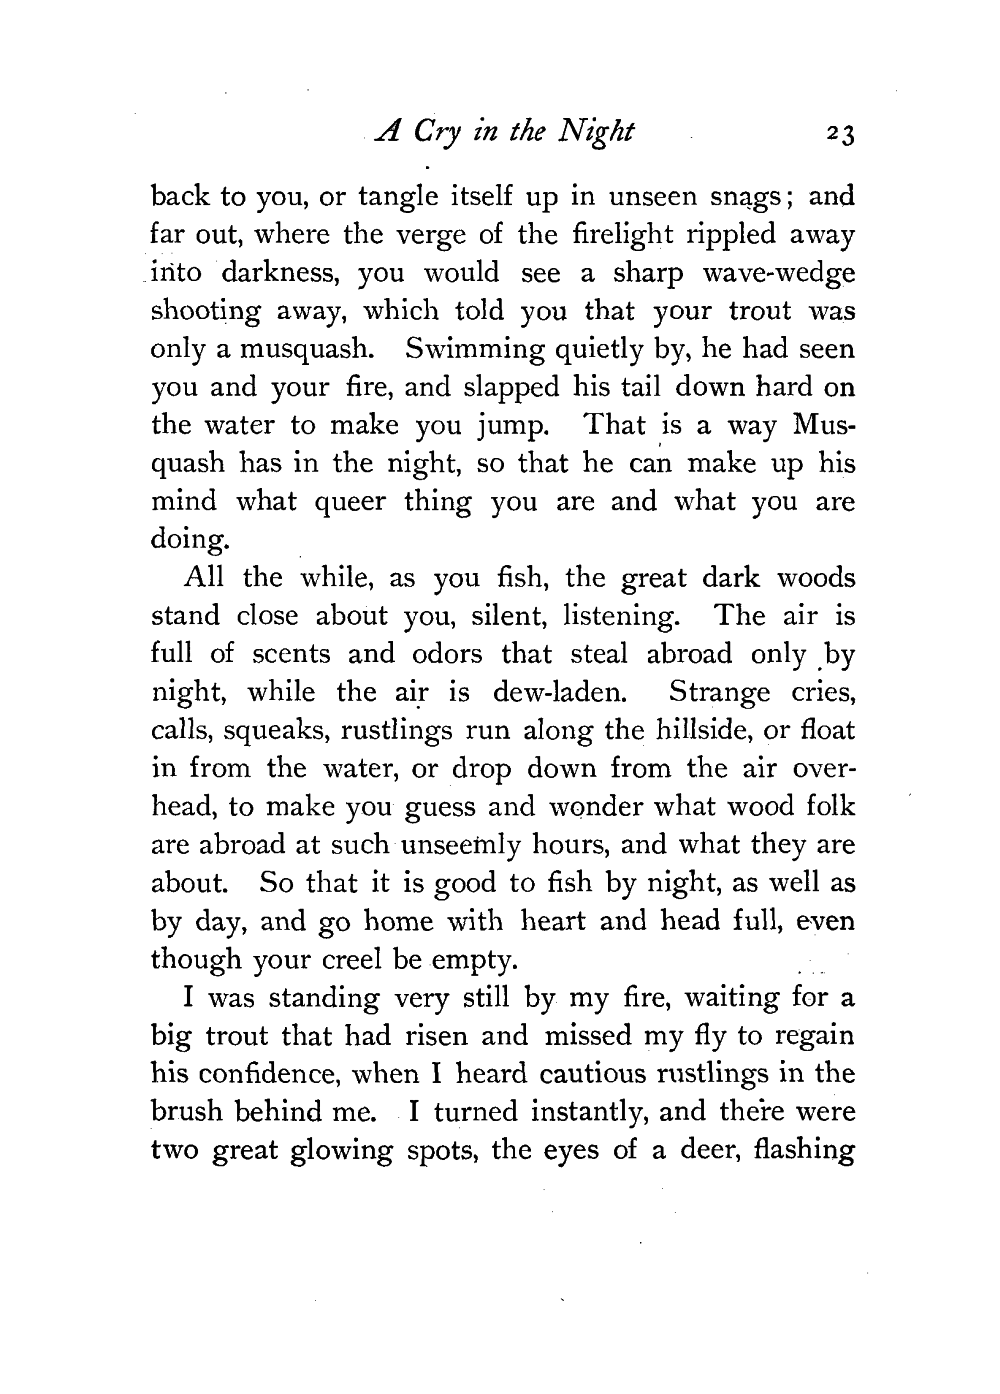 A Cry in the Night 23
back to you, or tangle itself up in unseen snags; and
far out, where the verge of the firelight rippled away
into darkness, you would see a sharp wave-wedge
shooting away, which told you that your trout was
only a musquash. Swimming quietly by, he had seen
you and your fire, and slapped his tail down hard on
the water to make you jump. That is a way Mus-
quash has in the night, so that he can make up his
mind what queer thing you are and what you are
doing.
All the while, as you fish, the great dark woods
stand close about you, silent, listening. The air is
full of scents and odors that steal abroad only by
night, while the air is dew-laden. Strange cries,
calls, squeaks, rustlings run along the hillside, or float
in from the water, or drop down from the air over-
head, to make you guess and wonder what wood folk
are abroad at such unseemly hours, and what they are
about. So that it is good to fish by night, as well as
by day, and go home with heart and head full, even
though your creel be empty.
I was standing very still by my fire, waiting for a
big trout that had risen and missed my fly to regain
his confidence, when I heard cautious rustlings in the
brush behind me. I turned instantly, and there were
two great glowing spots, the eyes of a deer, flashing